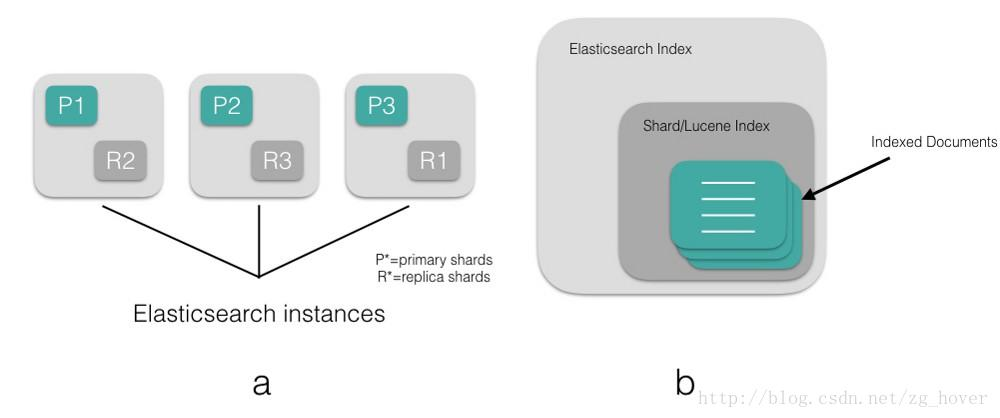 P1
R2
P2
R3
P3
R1
P*=primary shards
R*=replica shards
Elasticsearch instances
a
Elasticsearch Index
Shard/Lucene Index
Indexed Documents
b
http://blog.csdn.net/zg_hover